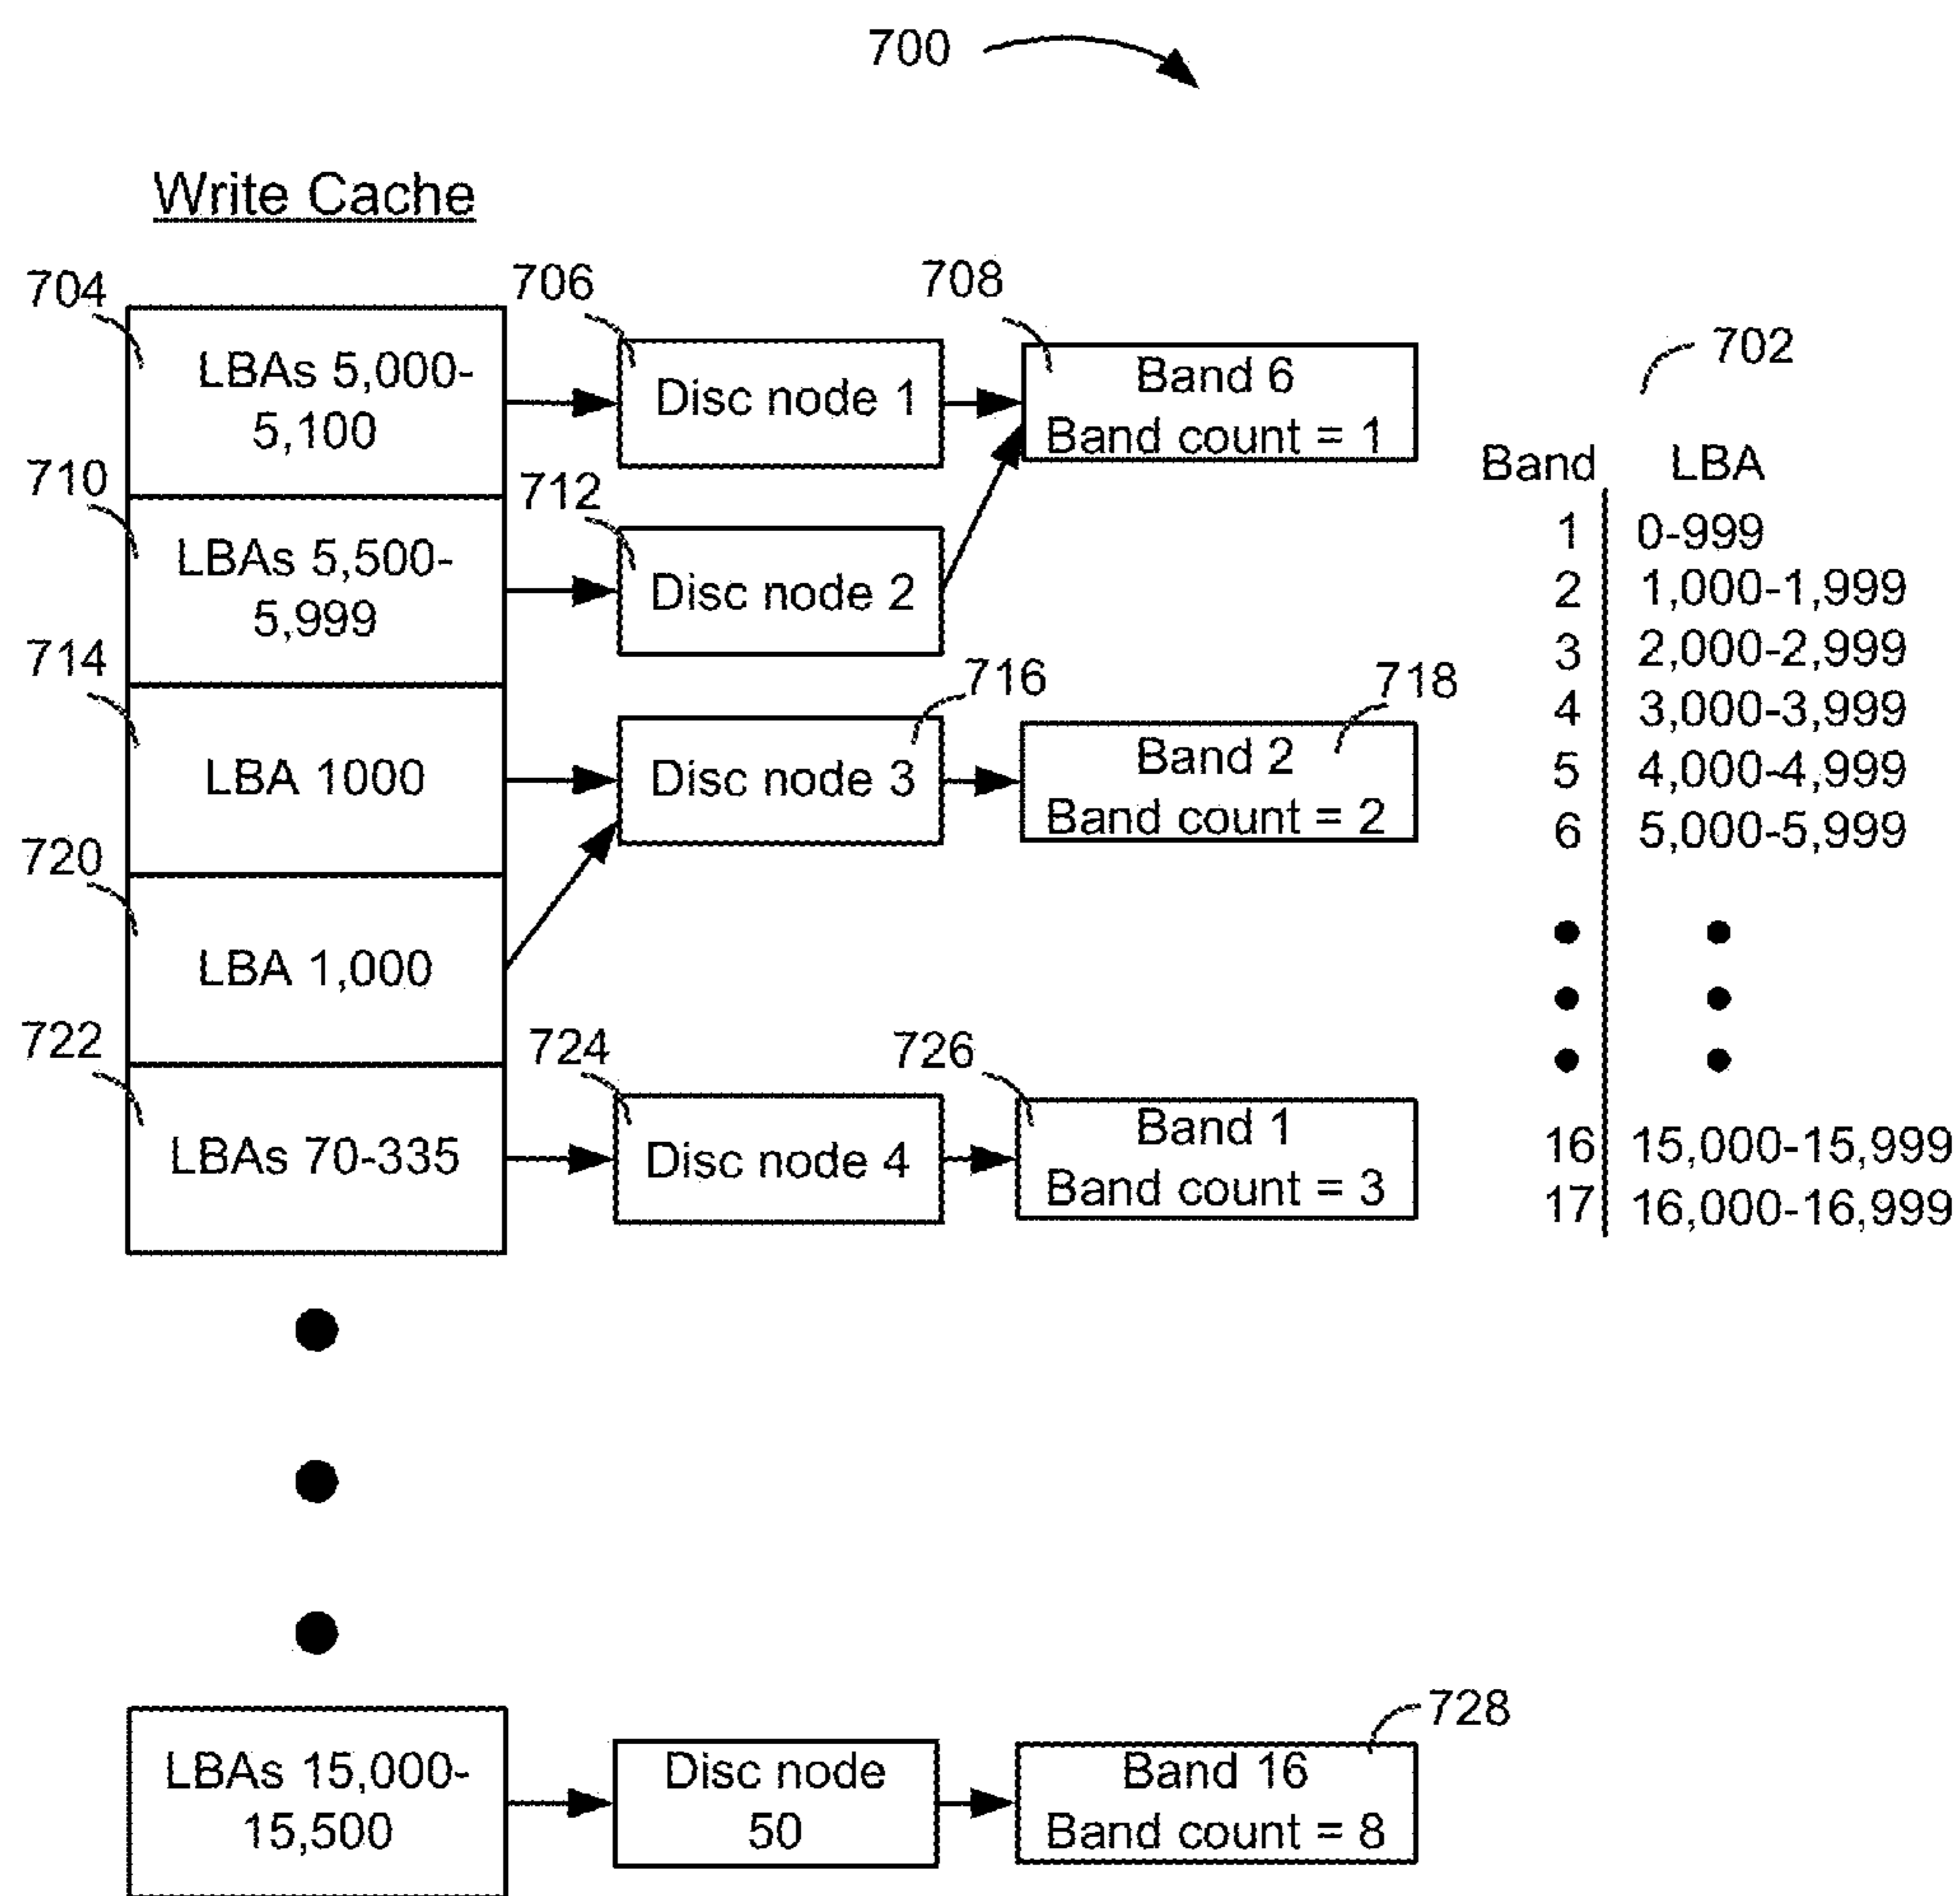 700
Write Cache
704
706
708
702
LBAs 5,000-
5,100
Disc node 1
Band 6
Band count = 1
710
712
LBAs 5,500-
5,999
Disc node 2
714
716
718
LBA 1000
Disc node 3
Band 2
Band count = 2
720
LBA 1,000
722
724
726
LBAs 70-335
Disc node 4
Band 1
Band count = 3
Band LBA
1 0-999
2 1,000-1,999
3 2,000-2,999
4 3,000-3,999
5 4,000-4,999
6 5,000-5,999
16 15,000-15,999
17 16,000-16,999
728
LBAs 15,000-
15,500
Disc node
50
Band 16
Band count = 8